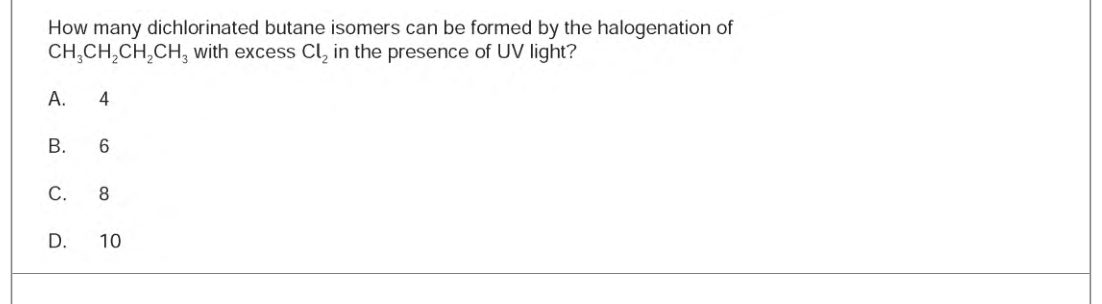 How many dichlorinated butane isomers can be formed by the halogenation of
CH₃CH₂CH₂CH₃ with excess Cl₂ in the presence of UV light?
A. 4
B. 6
C. 8
D. 10